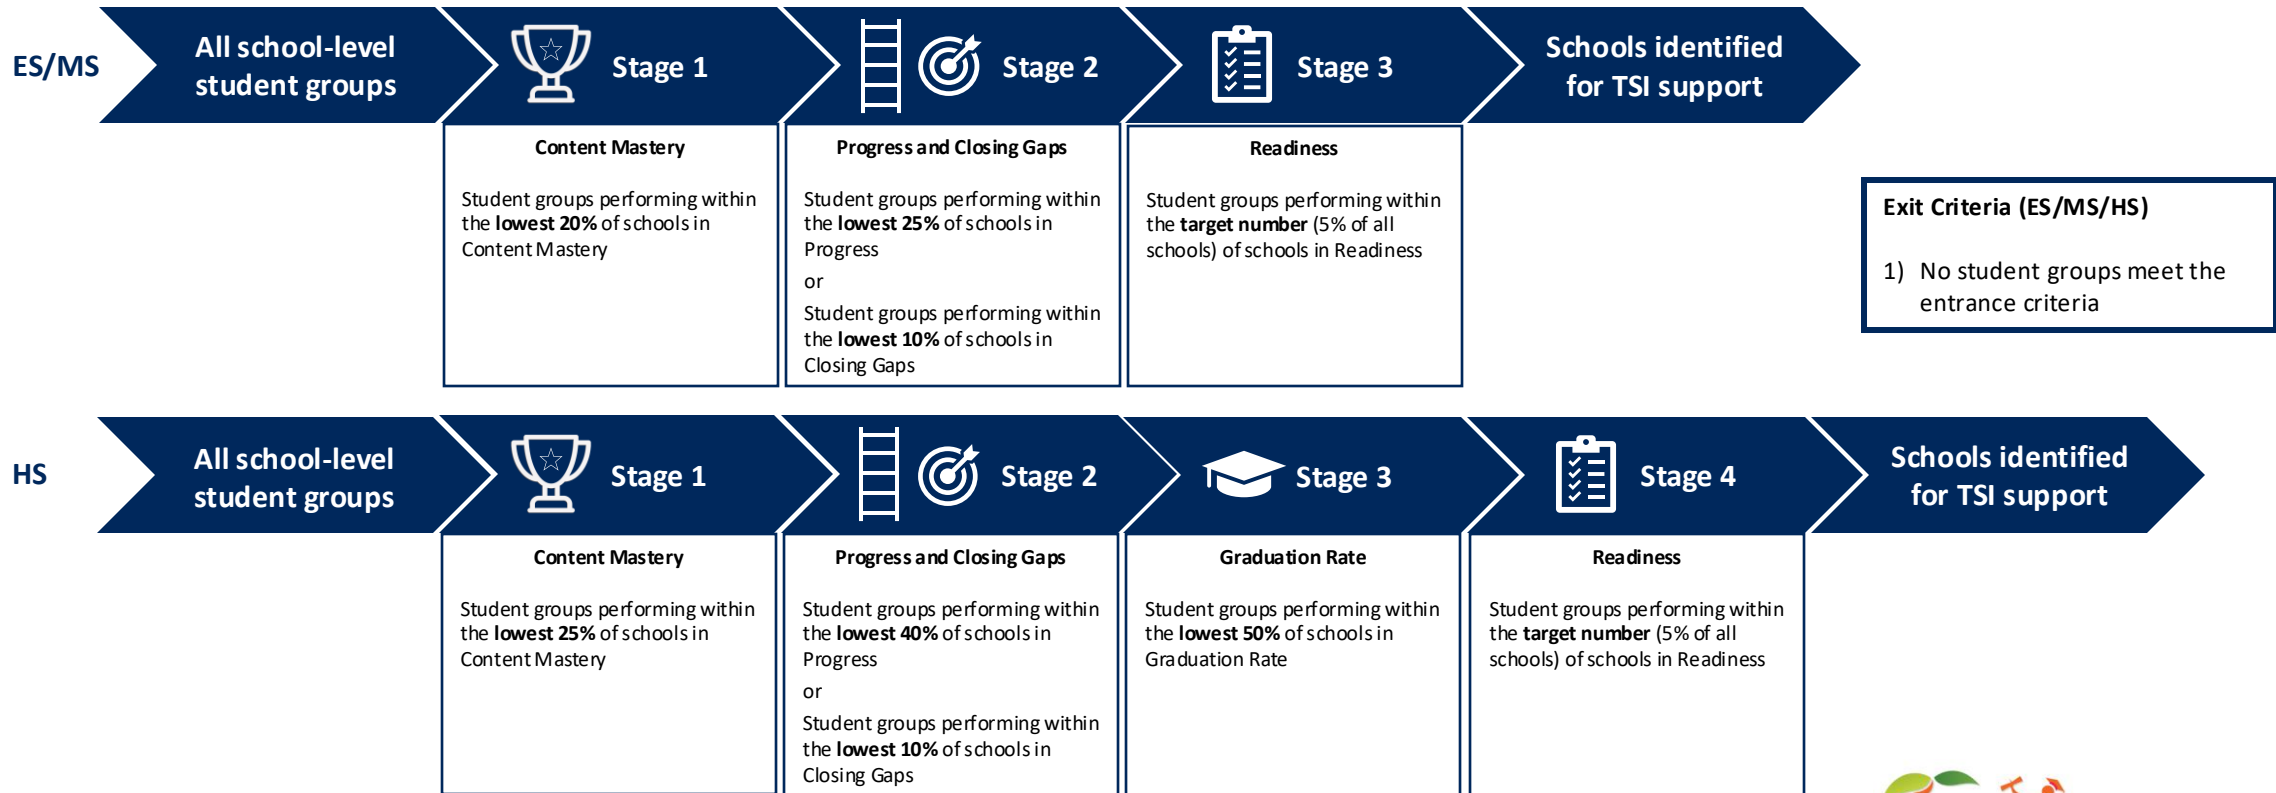 ES/MS
All school-level
student groups
Stage 1
Stage 2
Stage 3
Schools identified
for TSI support
Content Mastery
Student groups performing within
the lowest 20% of schools in
Content Mastery
Progress and Closing Gaps
Student groups performing within
the lowest 25% of schools in
Progress
or
Student groups performing within
the lowest 10% of schools in
Closing Gaps
Readiness
Student groups performing within
the target number (5% of all
schools) of schools in Readiness
Exit Criteria (ES/MS/HS)
1) No student groups meet the
entrance criteria
HS
All school-level
student groups
Stage 1
Stage 2
Stage 3
Stage 4
Schools identified
for TSI support
Content Mastery
Student groups performing within
the lowest 25% of schools in
Content Mastery
Progress and Closing Gaps
Student groups performing within
the lowest 40% of schools in
Progress
or
Student groups performing within
the lowest 10% of schools in
Closing Gaps
Graduation Rate
Student groups performing within
the lowest 50% of schools in
Graduation Rate
Readiness
Student groups performing within
the target number (5% of all
schools) of schools in Readiness